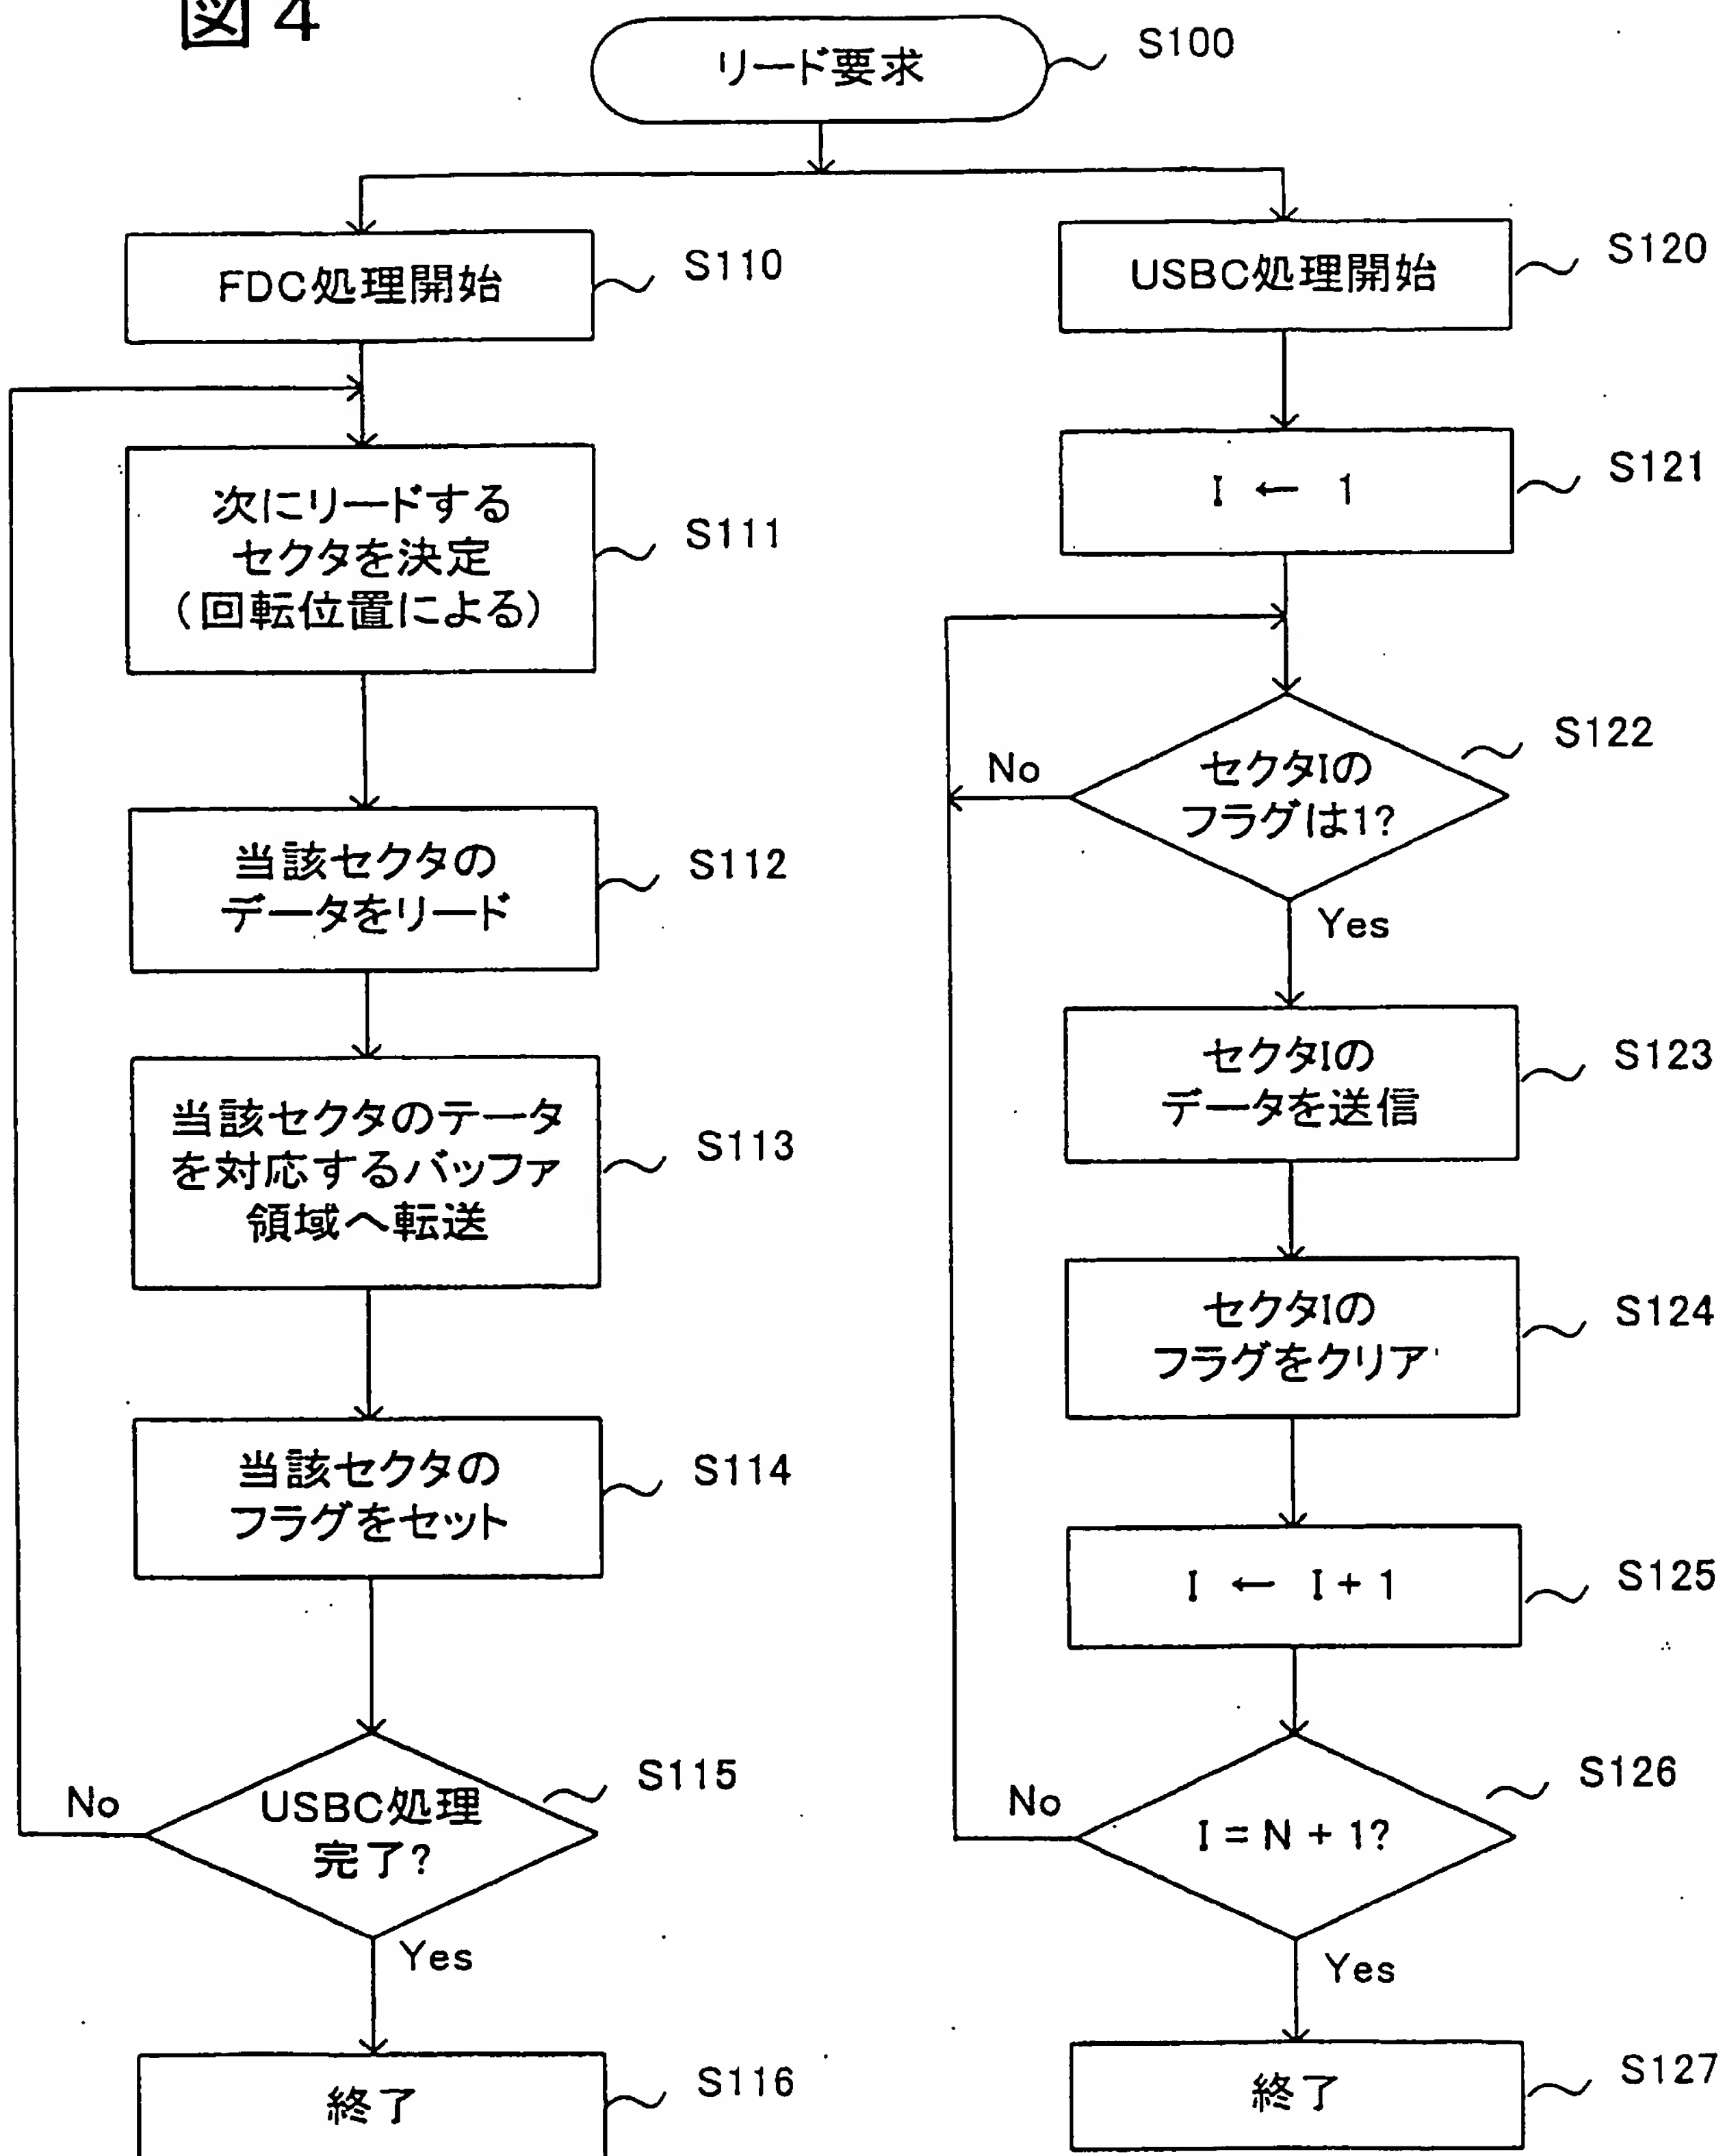 図4
リード要求
S100
FDC処理開始
S110
次にリードする
セクタを決定
(回転位置による)
S111
当該セクタの
データをリード
S112
当該セクタのテータ
を対応するバッファ
領域へ転送
S113
当該セクタの
フラグをセット
S114
USBC処理
完了?
S115
No
Yes
終了
S116
USBC処理開始
S120
I ← 1
S121
セクタIの
フラグは1?
S122
No
Yes
セクタIの
データを送信
S123
セクタIの
フラグをクリア
S124
I ← I + 1
S125
I = N + 1?
S126
No
Yes
終了
S127